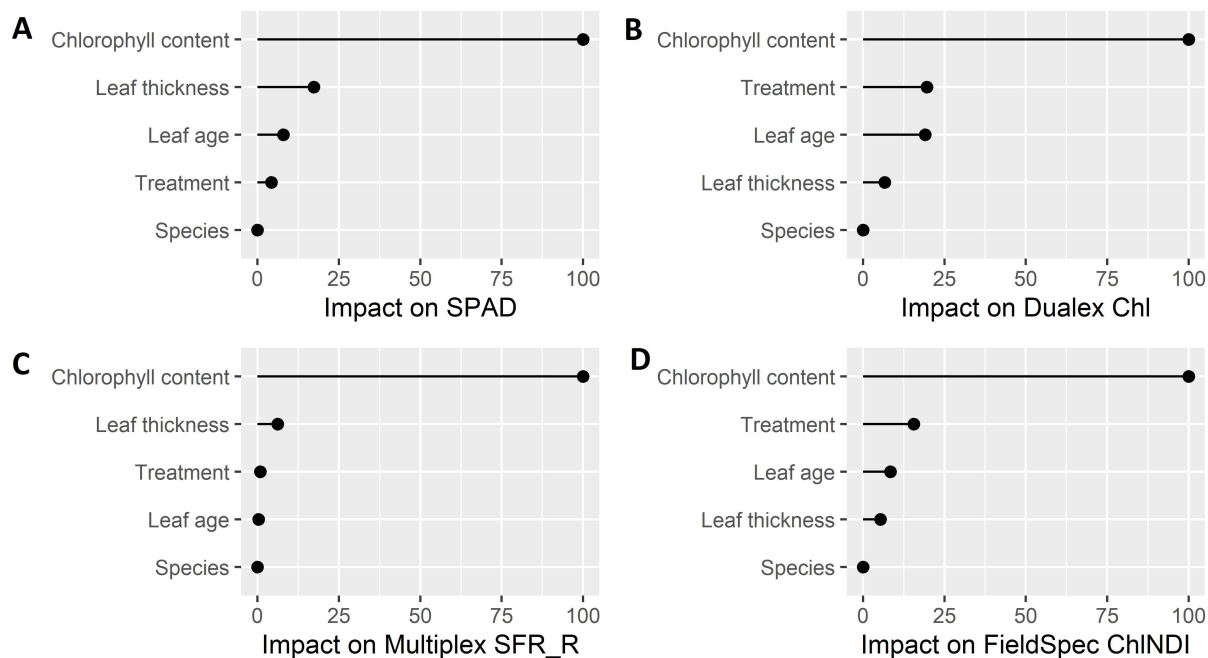 A
Chlorophyll content
Leaf thickness
Leaf age
Treatment
Species
0 25 50 75 100
Impact on SPAD
B
Chlorophyll content
Treatment
Leaf age
Leaf thickness
Species
0 25 50 75 100
Impact on Dualex Chl
C
Chlorophyll content
Leaf thickness
Treatment
Leaf age
Species
0 25 50 75 100
Impact on Multiplex SFR_R
D
Chlorophyll content
Treatment
Leaf age
Leaf thickness
Species
0 25 50 75 100
Impact on FieldSpec ChlNDI